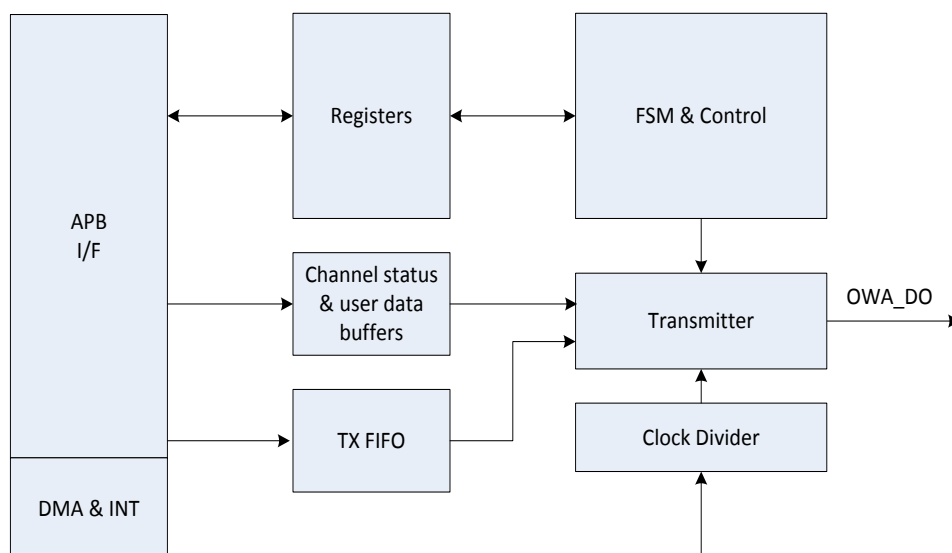 APB
I/F
DMA & INT
Registers
FSM & Control
Channel status
& user data
buffers
Transmitter
OWA_DO
TX FIFO
Clock Divider